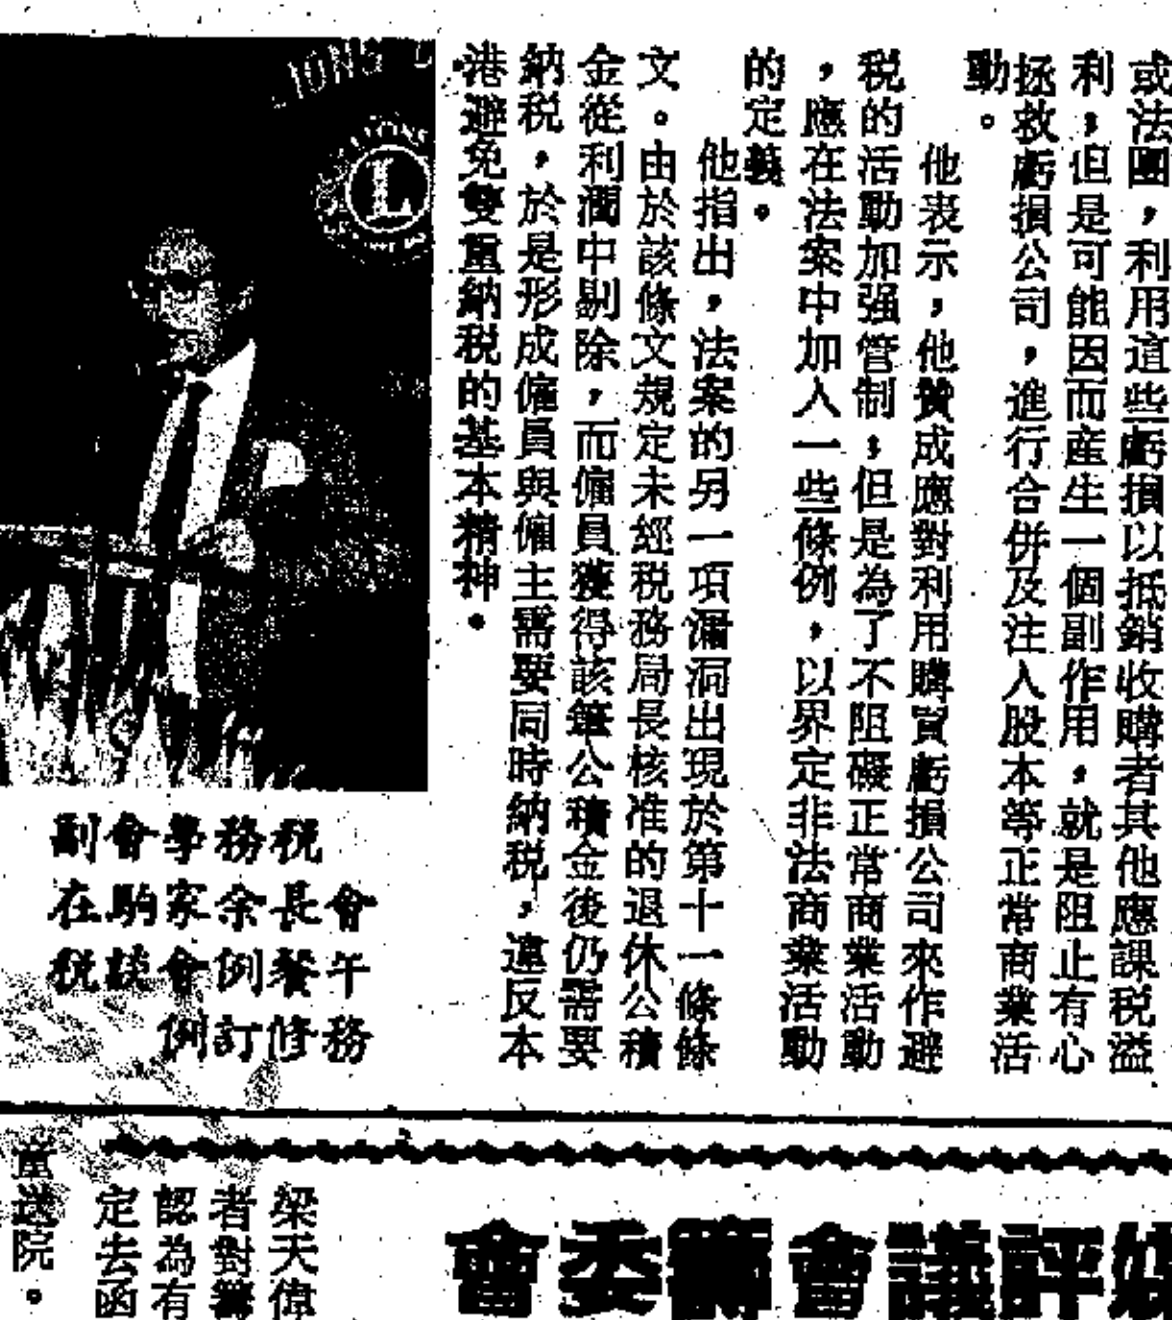 或法團，利用這些虧損以抵銷收購者其他應課税溢
利；但是可能因而産生一個副作用，就是阻止有心
拯救虧損公司，進行合併及注入股本等正常商業活
動。
他表示，他贊成應對利用購買虧損公司來作避
税的活動加强管制；但是為了不阻礙正常商業活動
，應在法案中加入一些條例，以界定非法商業活動
的定義。
他指出，法案的另一項漏洞出現於第十一條條
文。由於該條文規定未經税務局長核准的退休公積
金從利潤中剔除，而僱員獲得該筆公積金後仍需要
納税，於是形成僱員與僱主需要同時納税，違反本
港避免雙重納税的基本精神。
LIONS
L
税務學會副
會長余家駒在
午餐例會談税
務修訂例
評議會籌委會
梁天偉
者對籌
認為有
定去函
童送院。